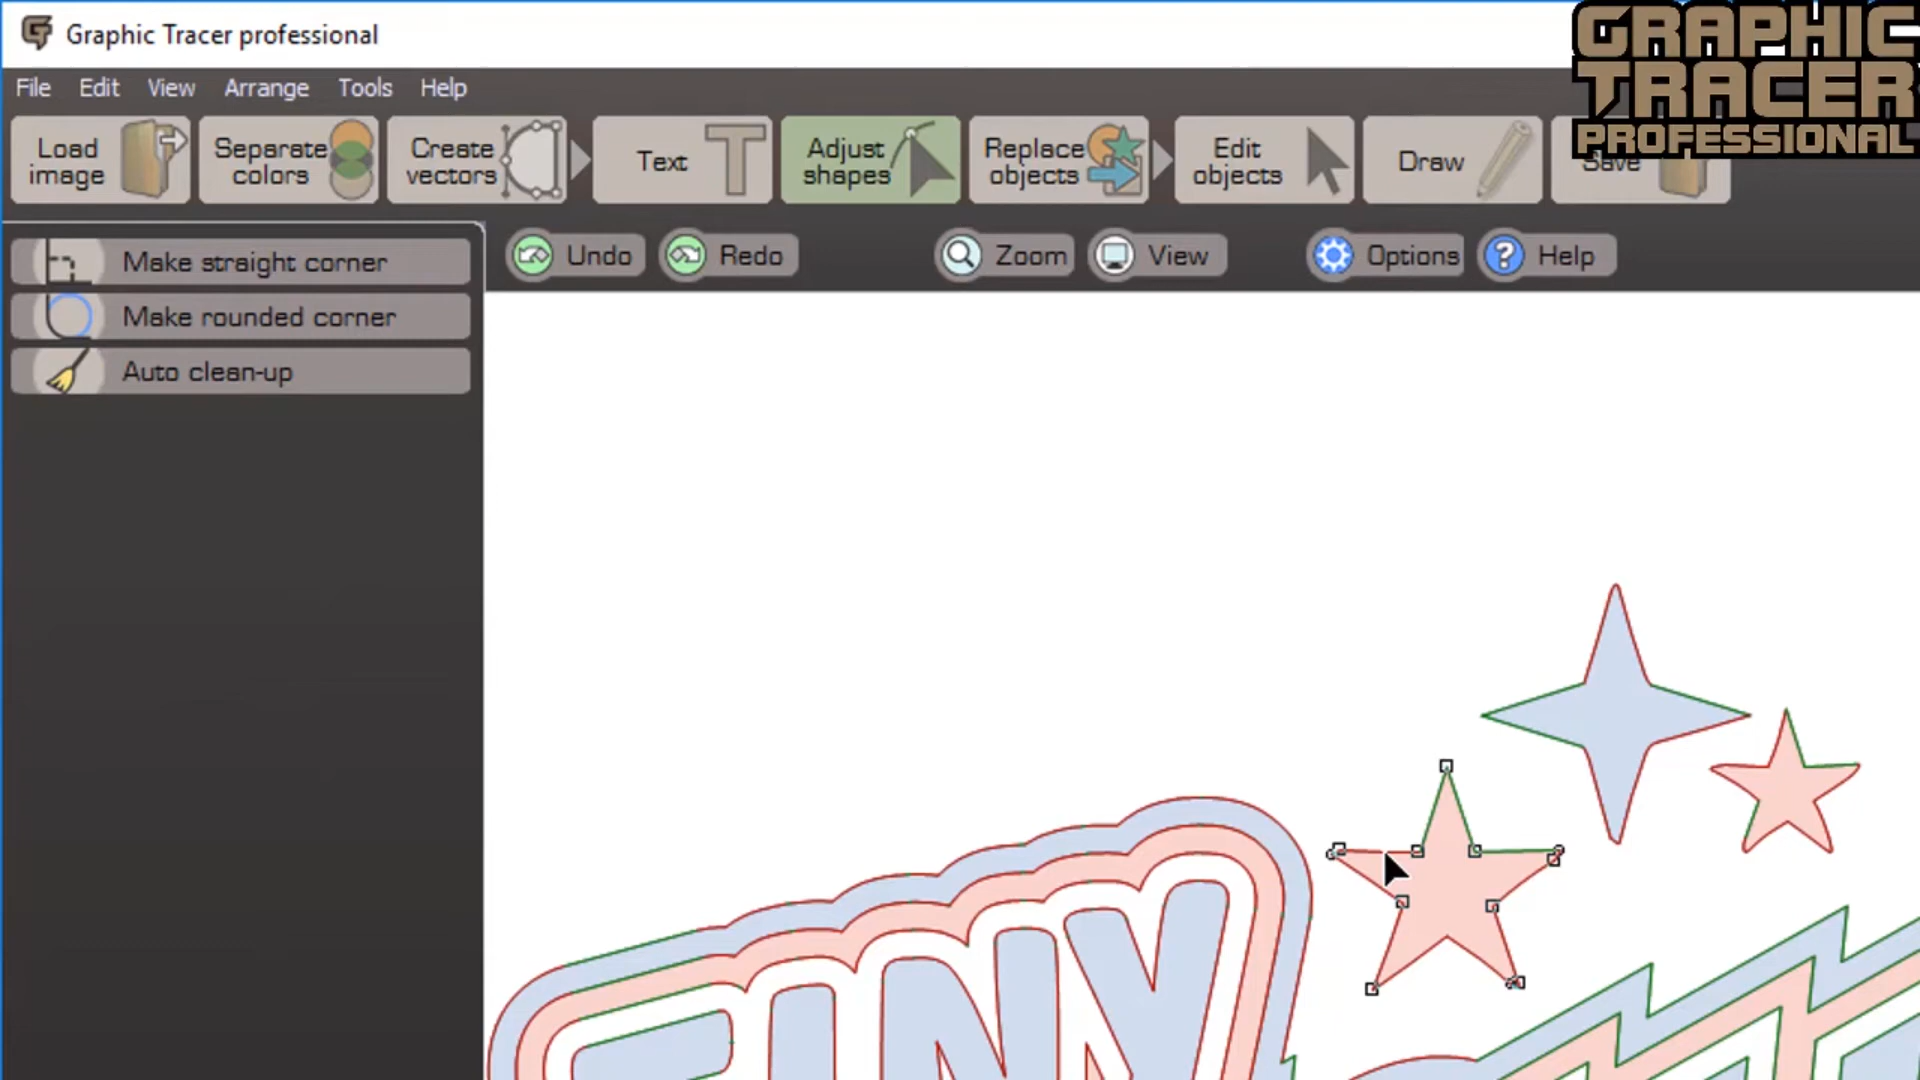 Graphic Tracer professional
GRAPHIC
TRACER
PROFESSIONAL
File Edit View Arrange Tools Help
Load image
Separate colors
Create vectors
Text
Adjust shapes
Replace objects
Edit objects
Draw
Save
Undo Redo Zoom View Options Help
Make straight corner
Make rounded corner
Auto clean-up